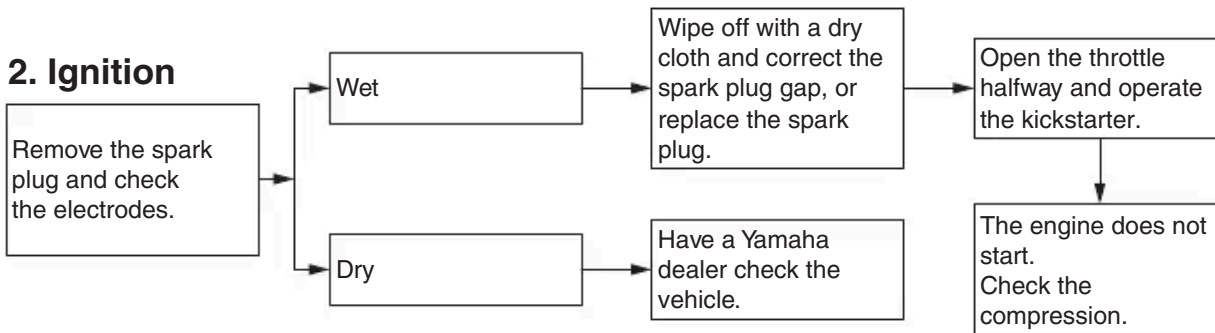 2. Ignition
Remove the spark
plug and check
the electrodes.
Wet
Wipe off with a dry
cloth and correct the
spark plug gap, or
replace the spark
plug.
Open the throttle
halfway and operate
the kickstarter.
The engine does not
start.
Check the
compression.
Dry
Have a Yamaha
dealer check the
vehicle.